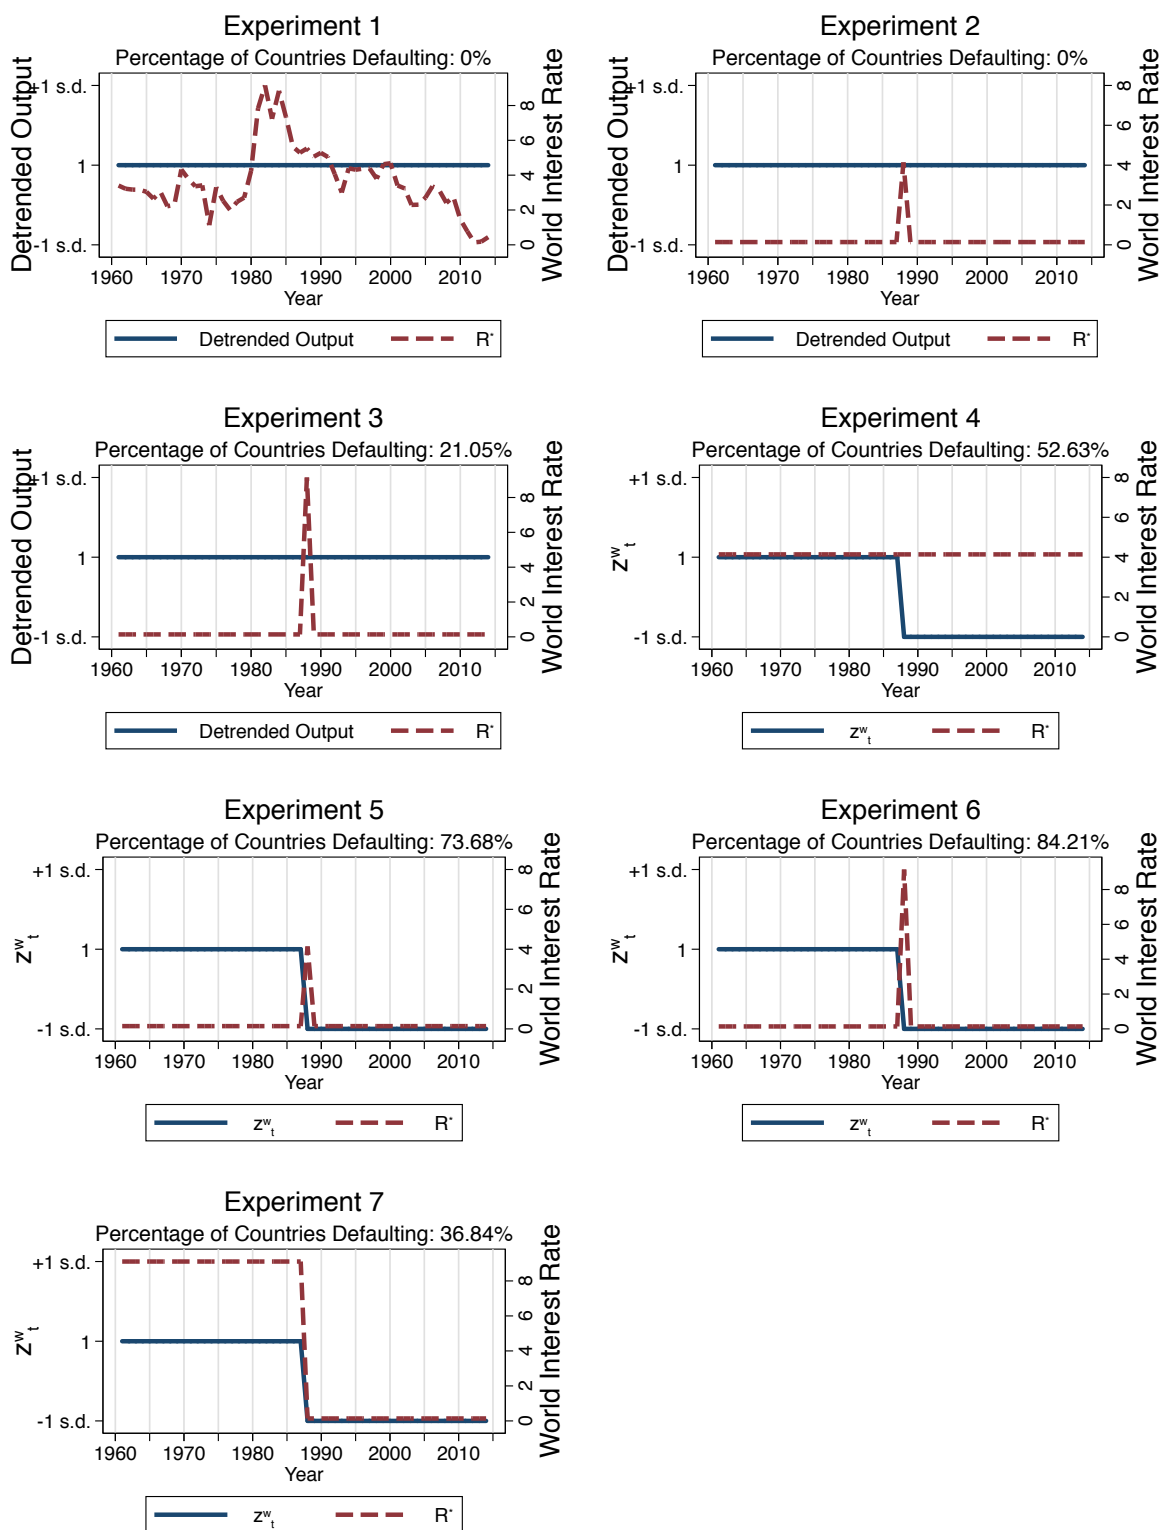 Experiment 1
Percentage of Countries Defaulting: 0%
Detrended Output
+1 s.d.
1
-1 s.d.
8
6
4
2
0
World Interest Rate
1960 1970 1980 1990 2000 2010
Year
Detrended Output R*
Experiment 2
Percentage of Countries Defaulting: 0%
Detrended Output
+1 s.d.
1
-1 s.d.
8
6
4
2
0
World Interest Rate
1960 1970 1980 1990 2000 2010
Year
Detrended Output R*
Experiment 3
Percentage of Countries Defaulting: 21.05%
Detrended Output
+1 s.d.
1
-1 s.d.
8
6
4
2
0
World Interest Rate
1960 1970 1980 1990 2000 2010
Year
Detrended Output R*
Experiment 4
Percentage of Countries Defaulting: 52.63%
z^w_t
+1 s.d.
1
-1 s.d.
8
6
4
2
0
World Interest Rate
1960 1970 1980 1990 2000 2010
Year
z^w_t R*
Experiment 5
Percentage of Countries Defaulting: 73.68%
z^w_t
+1 s.d.
1
-1 s.d.
8
6
4
2
0
World Interest Rate
1960 1970 1980 1990 2000 2010
Year
z^w_t R*
Experiment 6
Percentage of Countries Defaulting: 84.21%
z^w_t
+1 s.d.
1
-1 s.d.
8
6
4
2
0
World Interest Rate
1960 1970 1980 1990 2000 2010
Year
z^w_t R*
Experiment 7
Percentage of Countries Defaulting: 36.84%
z^w_t
+1 s.d.
1
-1 s.d.
8
6
4
2
0
World Interest Rate
1960 1970 1980 1990 2000 2010
Year
z^w_t R*